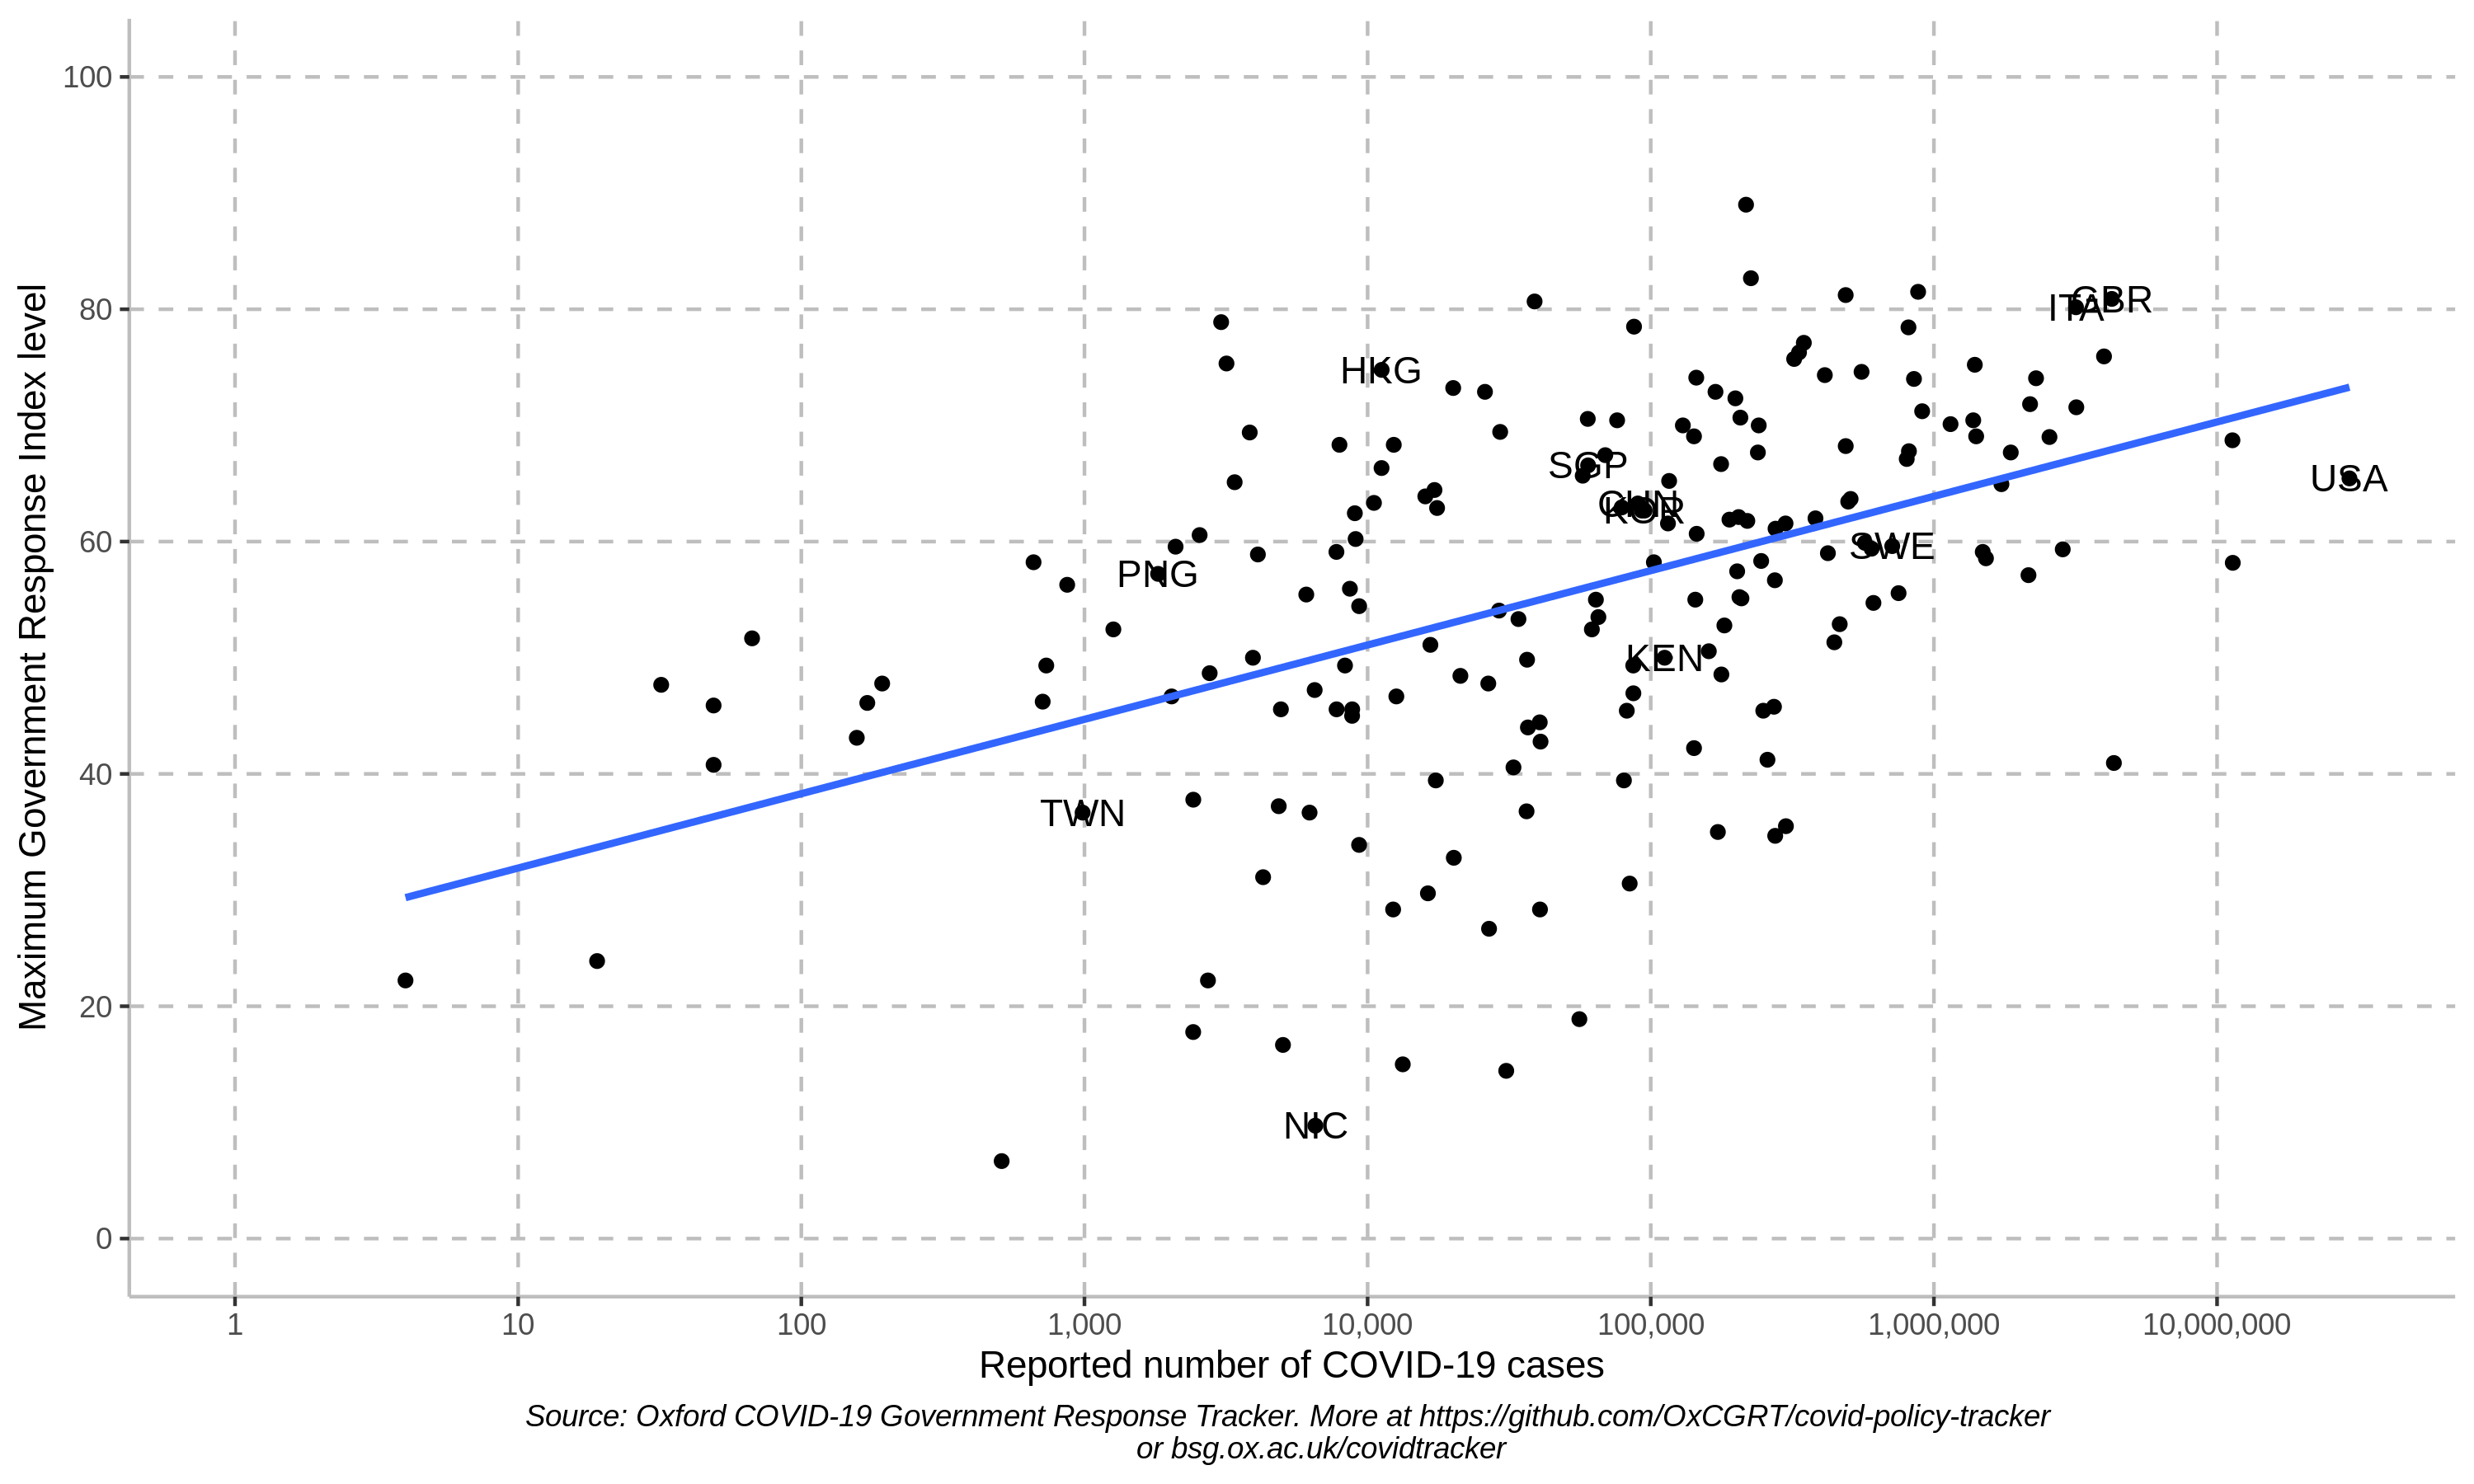 Maximum Government Response Index level
100
80
60
40
20
0
GBR
ITA
HKG
SGP
USA
CHN
KOR
SWE
PNG
KEN
TWN
NIC
1 10 100 1,000 10,000 100,000 1,000,000 10,000,000
Reported number of COVID-19 cases
Source: Oxford COVID-19 Government Response Tracker. More at https://github.com/OxCGRT/covid-policy-tracker
or bsg.ox.ac.uk/covidtracker